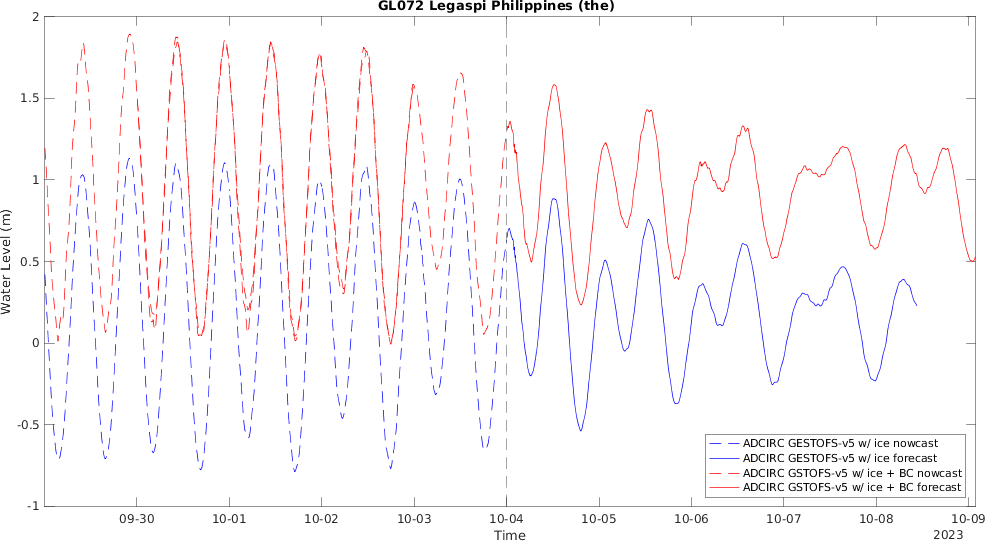 GL072 Legaspi Philippines (the)
2
1.5
1
0.5
0
-0.5
-1
Water Level (m)
09-30
10-01
10-02
10-03
10-04
10-05
10-06
10-07
10-08
10-09
Time
2023
ADCIRC GESTOFS-v5 w/ ice nowcast
ADCIRC GESTOFS-v5 w/ ice forecast
ADCIRC GSTOFS-v5 w/ ice + BC nowcast
ADCIRC GSTOFS-v5 w/ ice + BC forecast